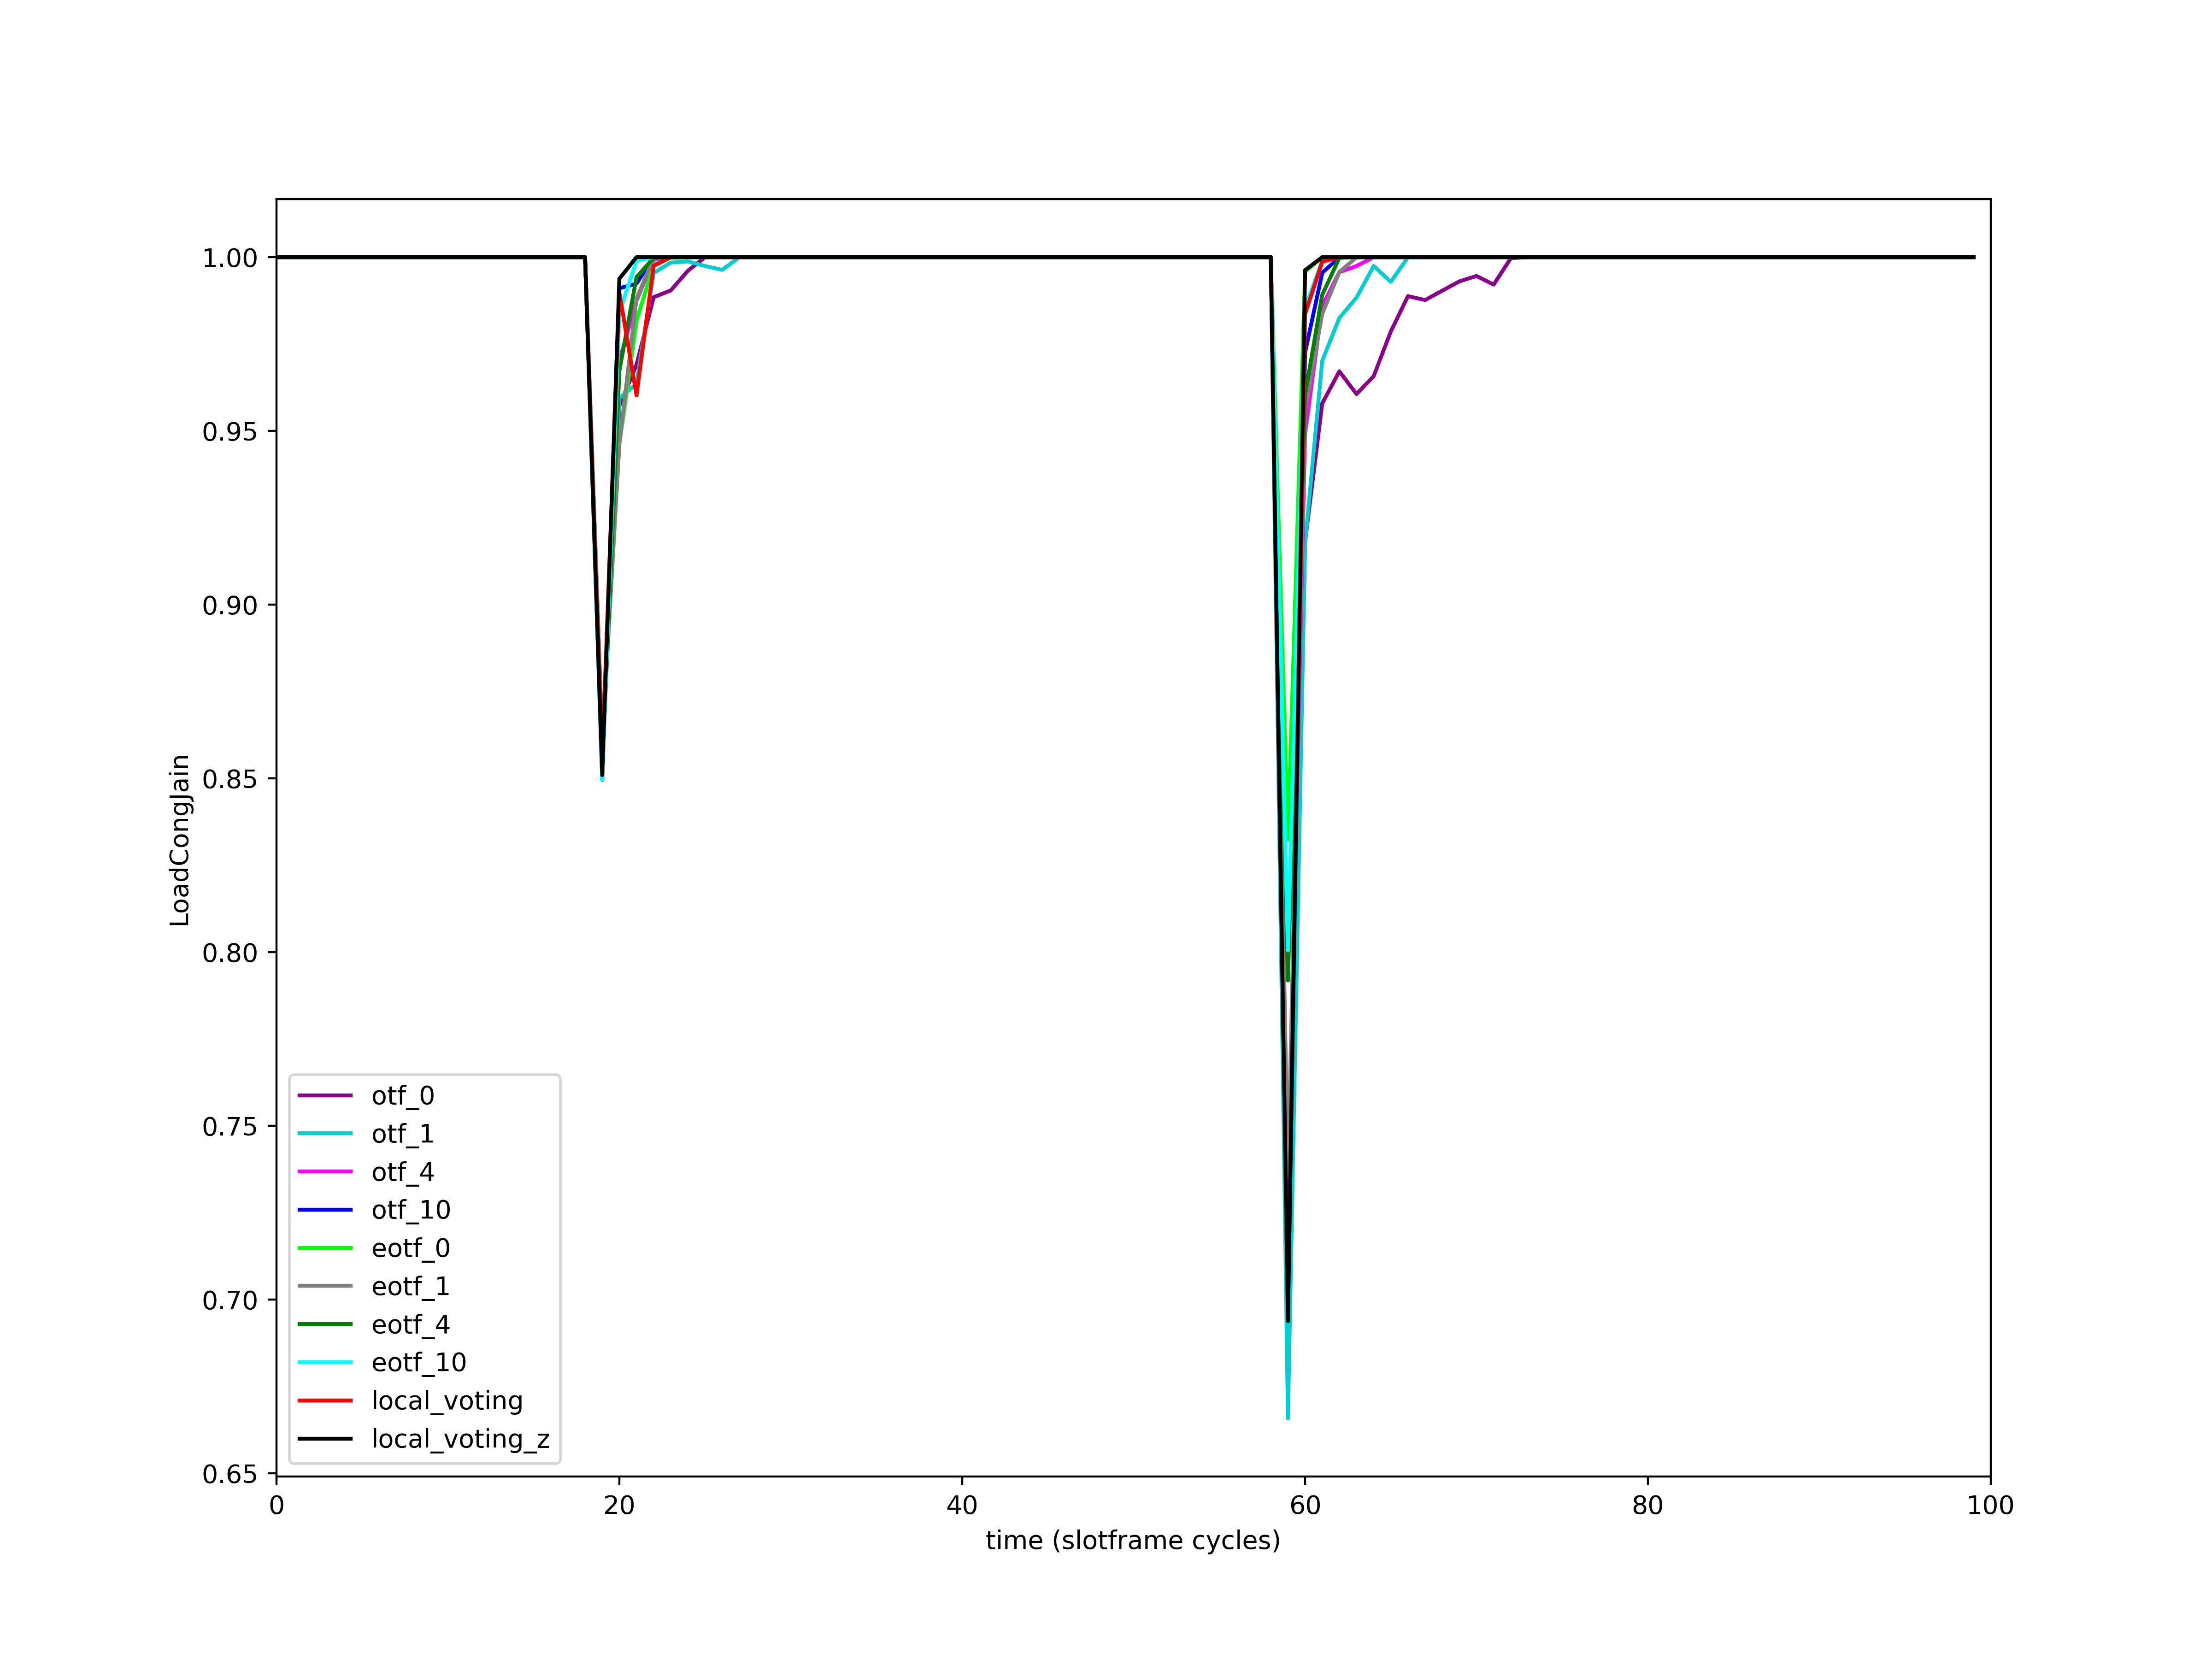 1.00
0.95
0.90
0.85
0.80
0.75
0.70
0.65
LoadCongJain
otf_0
otf_1
otf_4
otf_10
eotf_0
eotf_1
eotf_4
eotf_10
local_voting
local_voting_z
0 20 40 60 80 100
time (slotframe cycles)